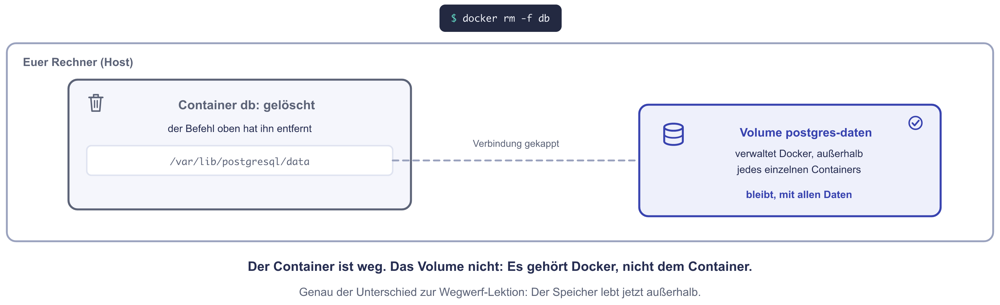 $ docker rm -f db
Euer Rechner (Host)
Container db: gelöscht
der Befehl oben hat ihn entfernt
/var/lib/postgresql/data
Verbindung gekappt
Volume postgres-daten
verwaltet Docker, außerhalb
jedes einzelnen Containers
bleibt, mit allen Daten
Der Container ist weg. Das Volume nicht: Es gehört Docker, nicht dem Container.
Genau der Unterschied zur Wegwerf-Lektion: Der Speicher lebt jetzt außerhalb.